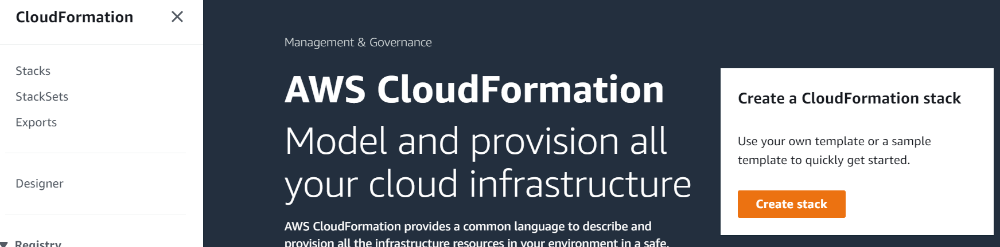 CloudFormation
Stacks
StackSets
Exports
Designer
Registry
Management & Governance
AWS CloudFormation
Model and provision all
your cloud infrastructure
AWS CloudFormation provides a common language to describe and
provision all the infrastructure resources in your environment in a safe,
Create a CloudFormation stack
Use your own template or a sample
template to quickly get started.
Create stack